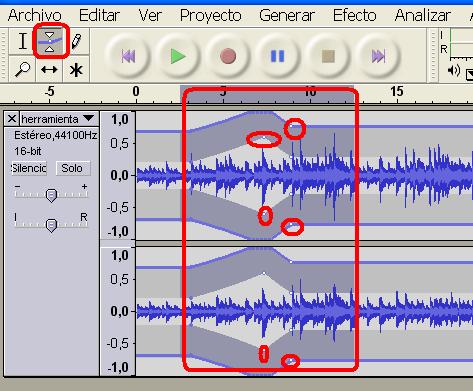 Archivo Editar Ver Proyecto Generar Efecto Analizar
I
R
-5 0 5 10 15
herramienta
Estéreo,44100Hz
16-bit
Silencio Solo
- +
I R
1,0
0,5
0,0
-0,5
-1,0
1,0
0,5
0,0
-0,5
-1,0